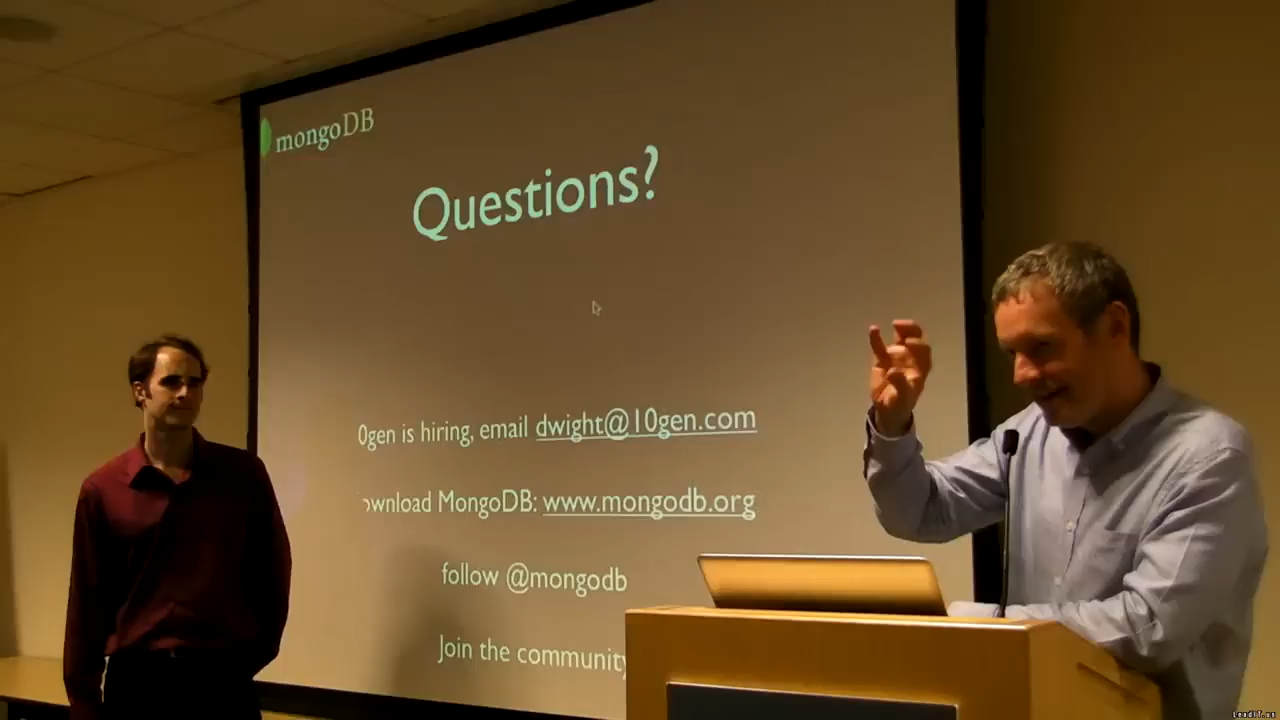 mongoDB
Questions?
0gen is hiring, email dwight@10gen.com
ownload MongoDB: www.mongodb.org
follow @mongodb
Join the community